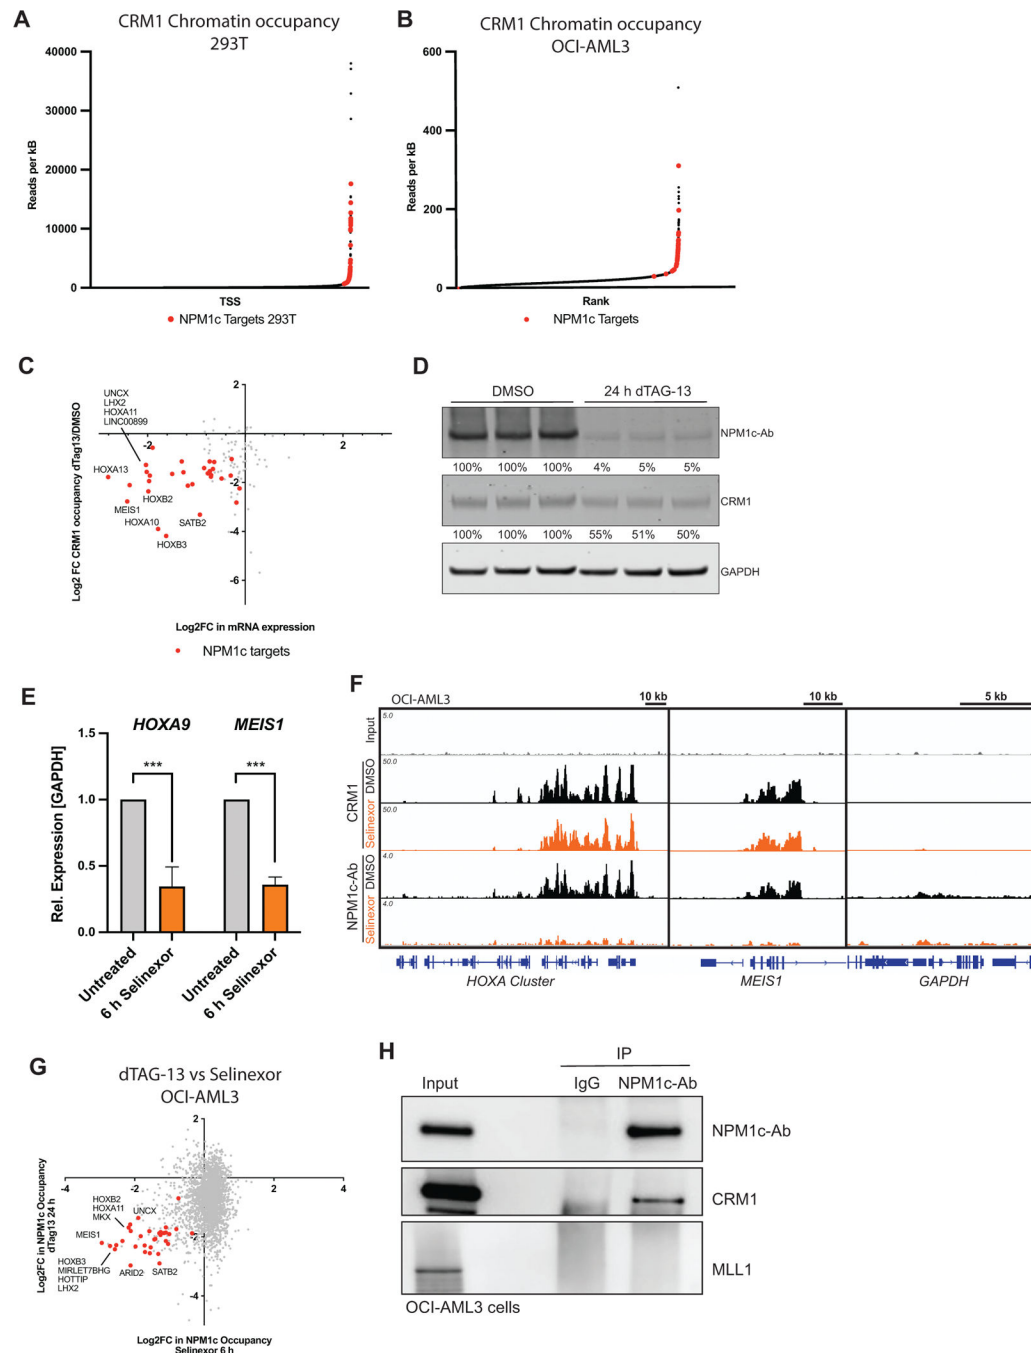 A
CRM1 Chromatin occupancy
293T
40000
30000
20000
10000
0
Reads per kB
TSS
NPM1c Targets 293T
B
CRM1 Chromatin occupancy
OCI-AML3
600
400
200
0
Reads per kB
Rank
NPM1c Targets
C
UNCX
LHX2
HOXA11
LINC00899
2
-2
2
HOXA13
-2
HOXB2
MEIS1
HOXA10
SATB2
-4
HOXB3
-6
Log2 FC CRM1 occupancy dTag13/DMSO
Log2FC in mRNA expression
NPM1c targets
D
DMSO
24 h dTAG-13
NPM1c-Ab
100% 100% 100% 4% 5% 5%
CRM1
100% 100% 100% 55% 51% 50%
GAPDH
E
HOXA9 MEIS1
1.5
1.0
0.5
0.0
*** ***
Rel. Expression [GAPDH]
Untreated
6 h Selinexor
Untreated
6 h Selinexor
F
OCI-AML3
10 kb
10 kb
5 kb
Input
5.0
CRM1
DMSO
50.0
Selinexor
50.0
NPM1c-Ab
DMSO
4.0
Selinexor
4.0
HOXA Cluster
MEIS1
GAPDH
G
dTAG-13 vs Selinexor
OCI-AML3
2
-4
-2
2
4
HOXB2
HOXA11
MKX
UNCX
MEIS1
-2
HOXB3
MIRLET7BHG
HOTTIP
LHX2
ARID2
SATB2
-4
Log2FC in NPM1c Occupancy
dTag13 24 h
Log2FC in NPM1c Occupancy
Selinexor 6 h
H
IP
Input
IgG
NPM1c-Ab
NPM1c-Ab
CRM1
MLL1
OCI-AML3 cells